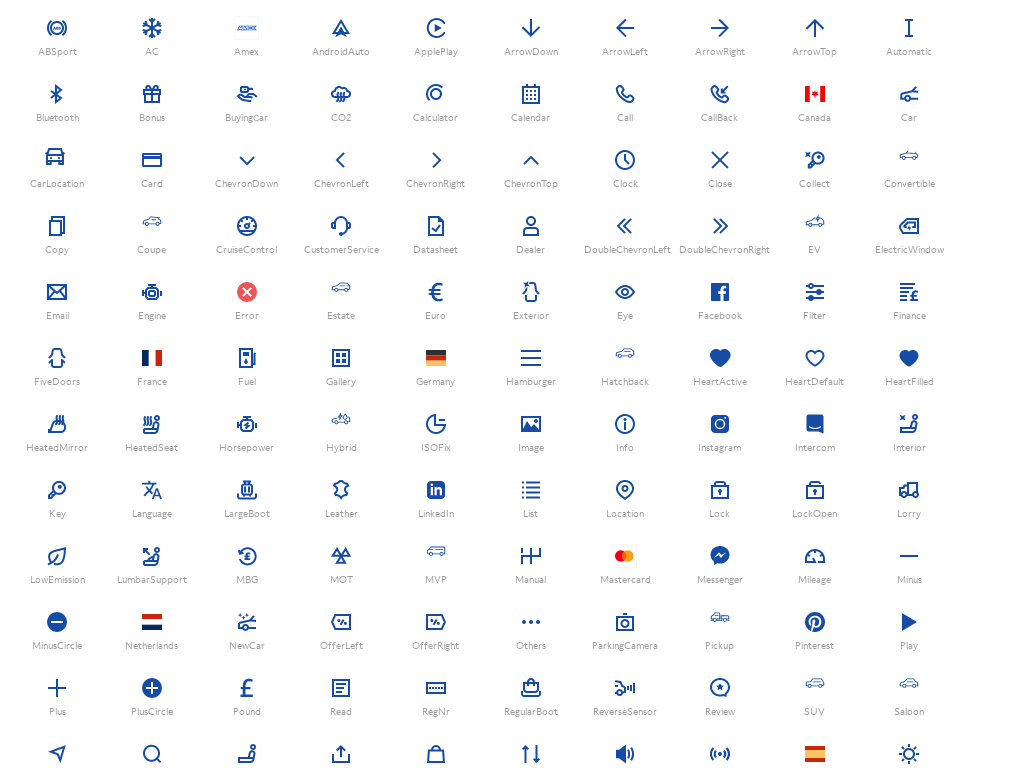 ABSport AC Amex AndroidAuto ApplePlay ArrowDown ArrowLeft ArrowRight ArrowTop Automatic
Bluetooth Bonus BuyingCar CO2 Calculator Calendar Call CallBack Canada Car
CarLocation Card ChevronDown ChevronLeft ChevronRight ChevronTop Clock Close Collect Convertible
Copy Coupe CruiseControl CustomerService Datasheet Dealer DoubleChevronLeft DoubleChevronRight EV ElectricWindow
Email Engine Error Estate Euro Exterior Eye Facebook Filter Finance
FiveDoors France Fuel Gallery Germany Hamburger Hatchback HeartActive HeartDefault HeartFilled
HeatedMirror HeatedSeat Horsepower Hybrid ISOFix Image Info Instagram Intercom Interior
Key Language LargeBoot Leather LinkedIn List Location Lock LockOpen Lorry
LowEmission LumbarSupport MBG MOT MVP Manual Mastercard Messenger Mileage Minus
MinusCircle Netherlands NewCar OfferLeft OfferRight Others ParkingCamera Pickup Pinterest Play
Plus PlusCircle Pound Read RegNr RegularBoot ReverseSensor Review SUV Saloon